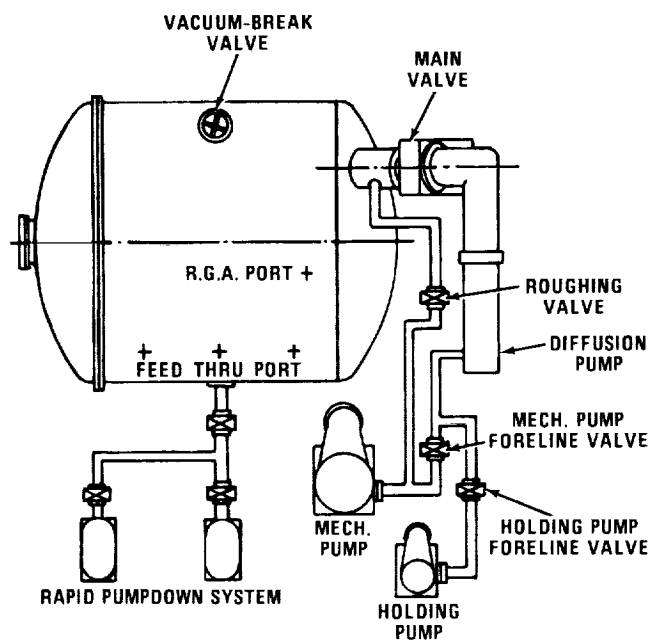 VACUUM-BREAK
VALVE
MAIN
VALVE
R.G.A. PORT +
ROUGHING
VALVE
DIFFUSION
PUMP
+ + +
FEED THRU PORT
MECH. PUMP
FORELINE VALVE
MECH.
PUMP
HOLDING PUMP
FORELINE VALVE
RAPID PUMPDOWN SYSTEM
HOLDING
PUMP